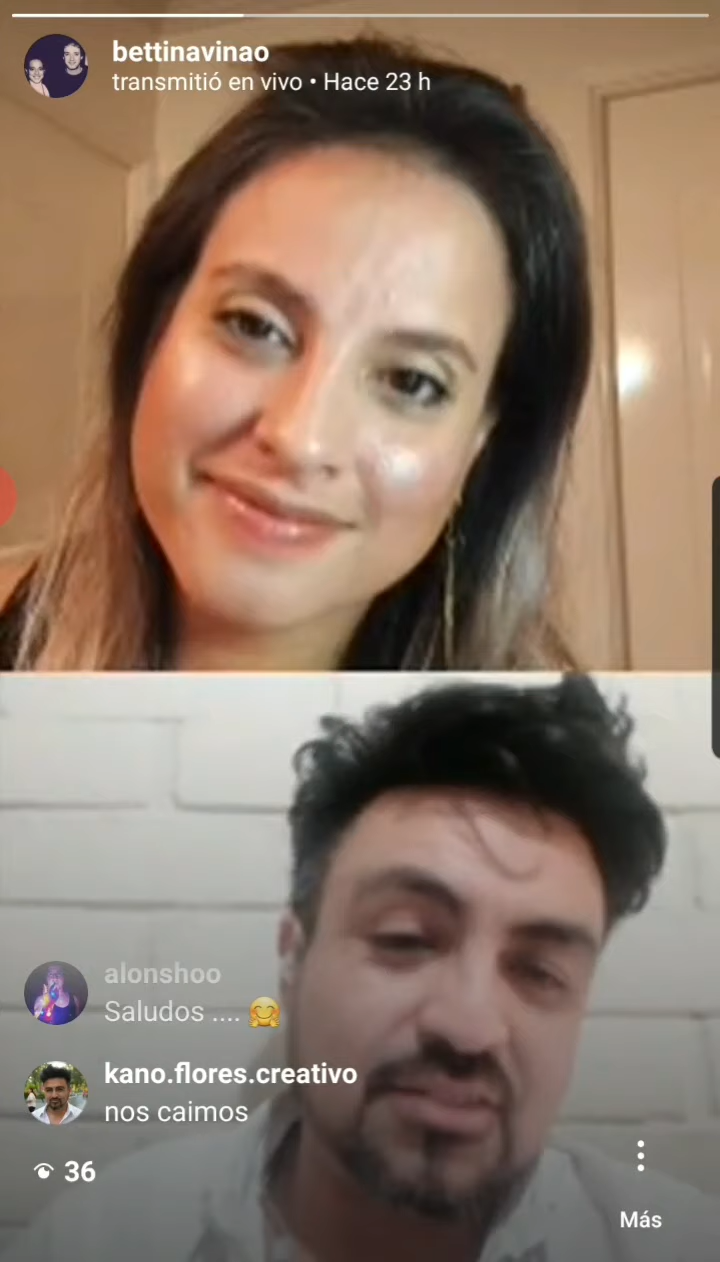 bettinavinao
transmitió en vivo • Hace 23 h
alonshoo
Saludos .... 🤗
kano.flores.creativo
nos caimos
36
Más